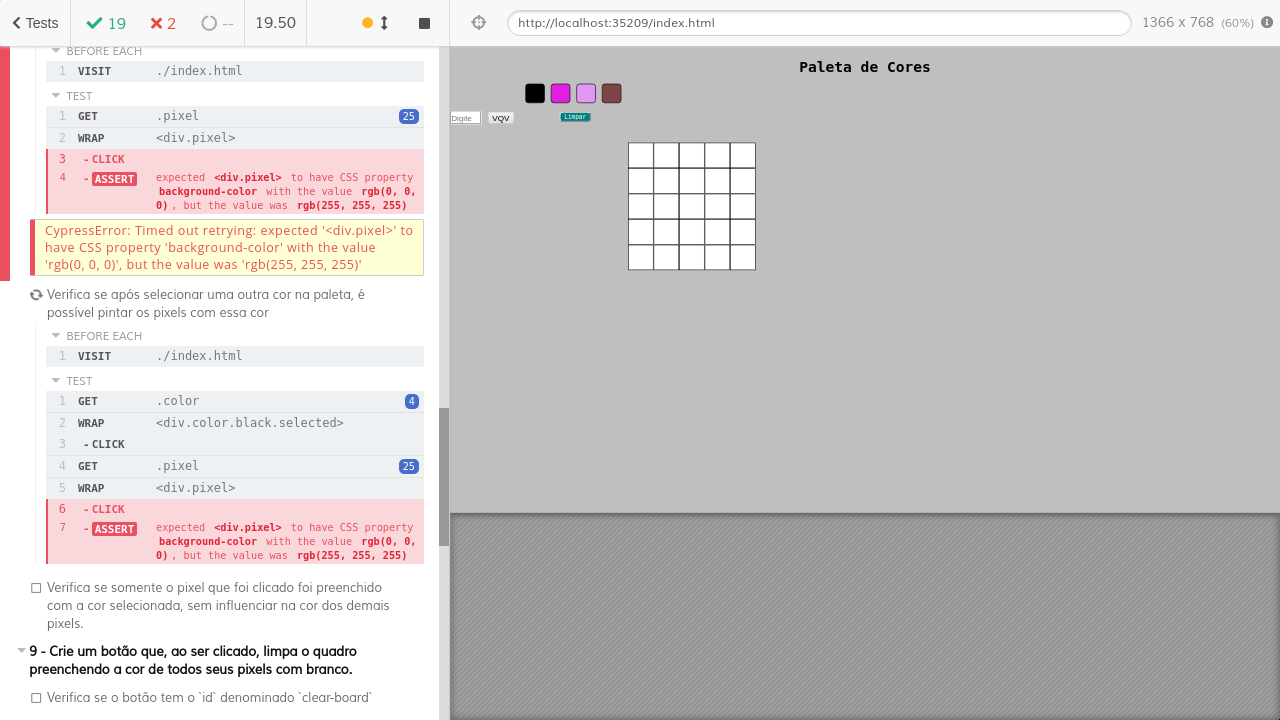 Tests 19 2 -- 19.50 http://localhost:35209/index.html 1366 x 768 (60%)
BEFORE EACH
1 VISIT ./index.html
TEST
1 GET .pixel 25
2 WRAP <div.pixel>
3 - CLICK
4 - ASSERT expected <div.pixel> to have CSS property
background-color with the value rgb(0, 0,
0) , but the value was rgb(255, 255, 255)
CypressError: Timed out retrying: expected '<div.pixel>' to
have CSS property 'background-color' with the value
'rgb(0, 0, 0)', but the value was 'rgb(255, 255, 255)'
Verifica se após selecionar uma outra cor na paleta, é
possível pintar os pixels com essa cor
BEFORE EACH
1 VISIT ./index.html
TEST
1 GET .color 4
2 WRAP <div.color.black.selected>
3 - CLICK
4 GET .pixel 25
5 WRAP <div.pixel>
6 - CLICK
7 - ASSERT expected <div.pixel> to have CSS property
background-color with the value rgb(0, 0,
0) , but the value was rgb(255, 255, 255)
Verifica se somente o pixel que foi clicado foi preenchido
com a cor selecionada, sem influenciar na cor dos demais
pixels.
9 - Crie um botão que, ao ser clicado, limpa o quadro
preenchendo a cor de todos seus pixels com branco.
Verifica se o botão tem o `id` denominado `clear-board`
Paleta de Cores
Digite VQV Limpar